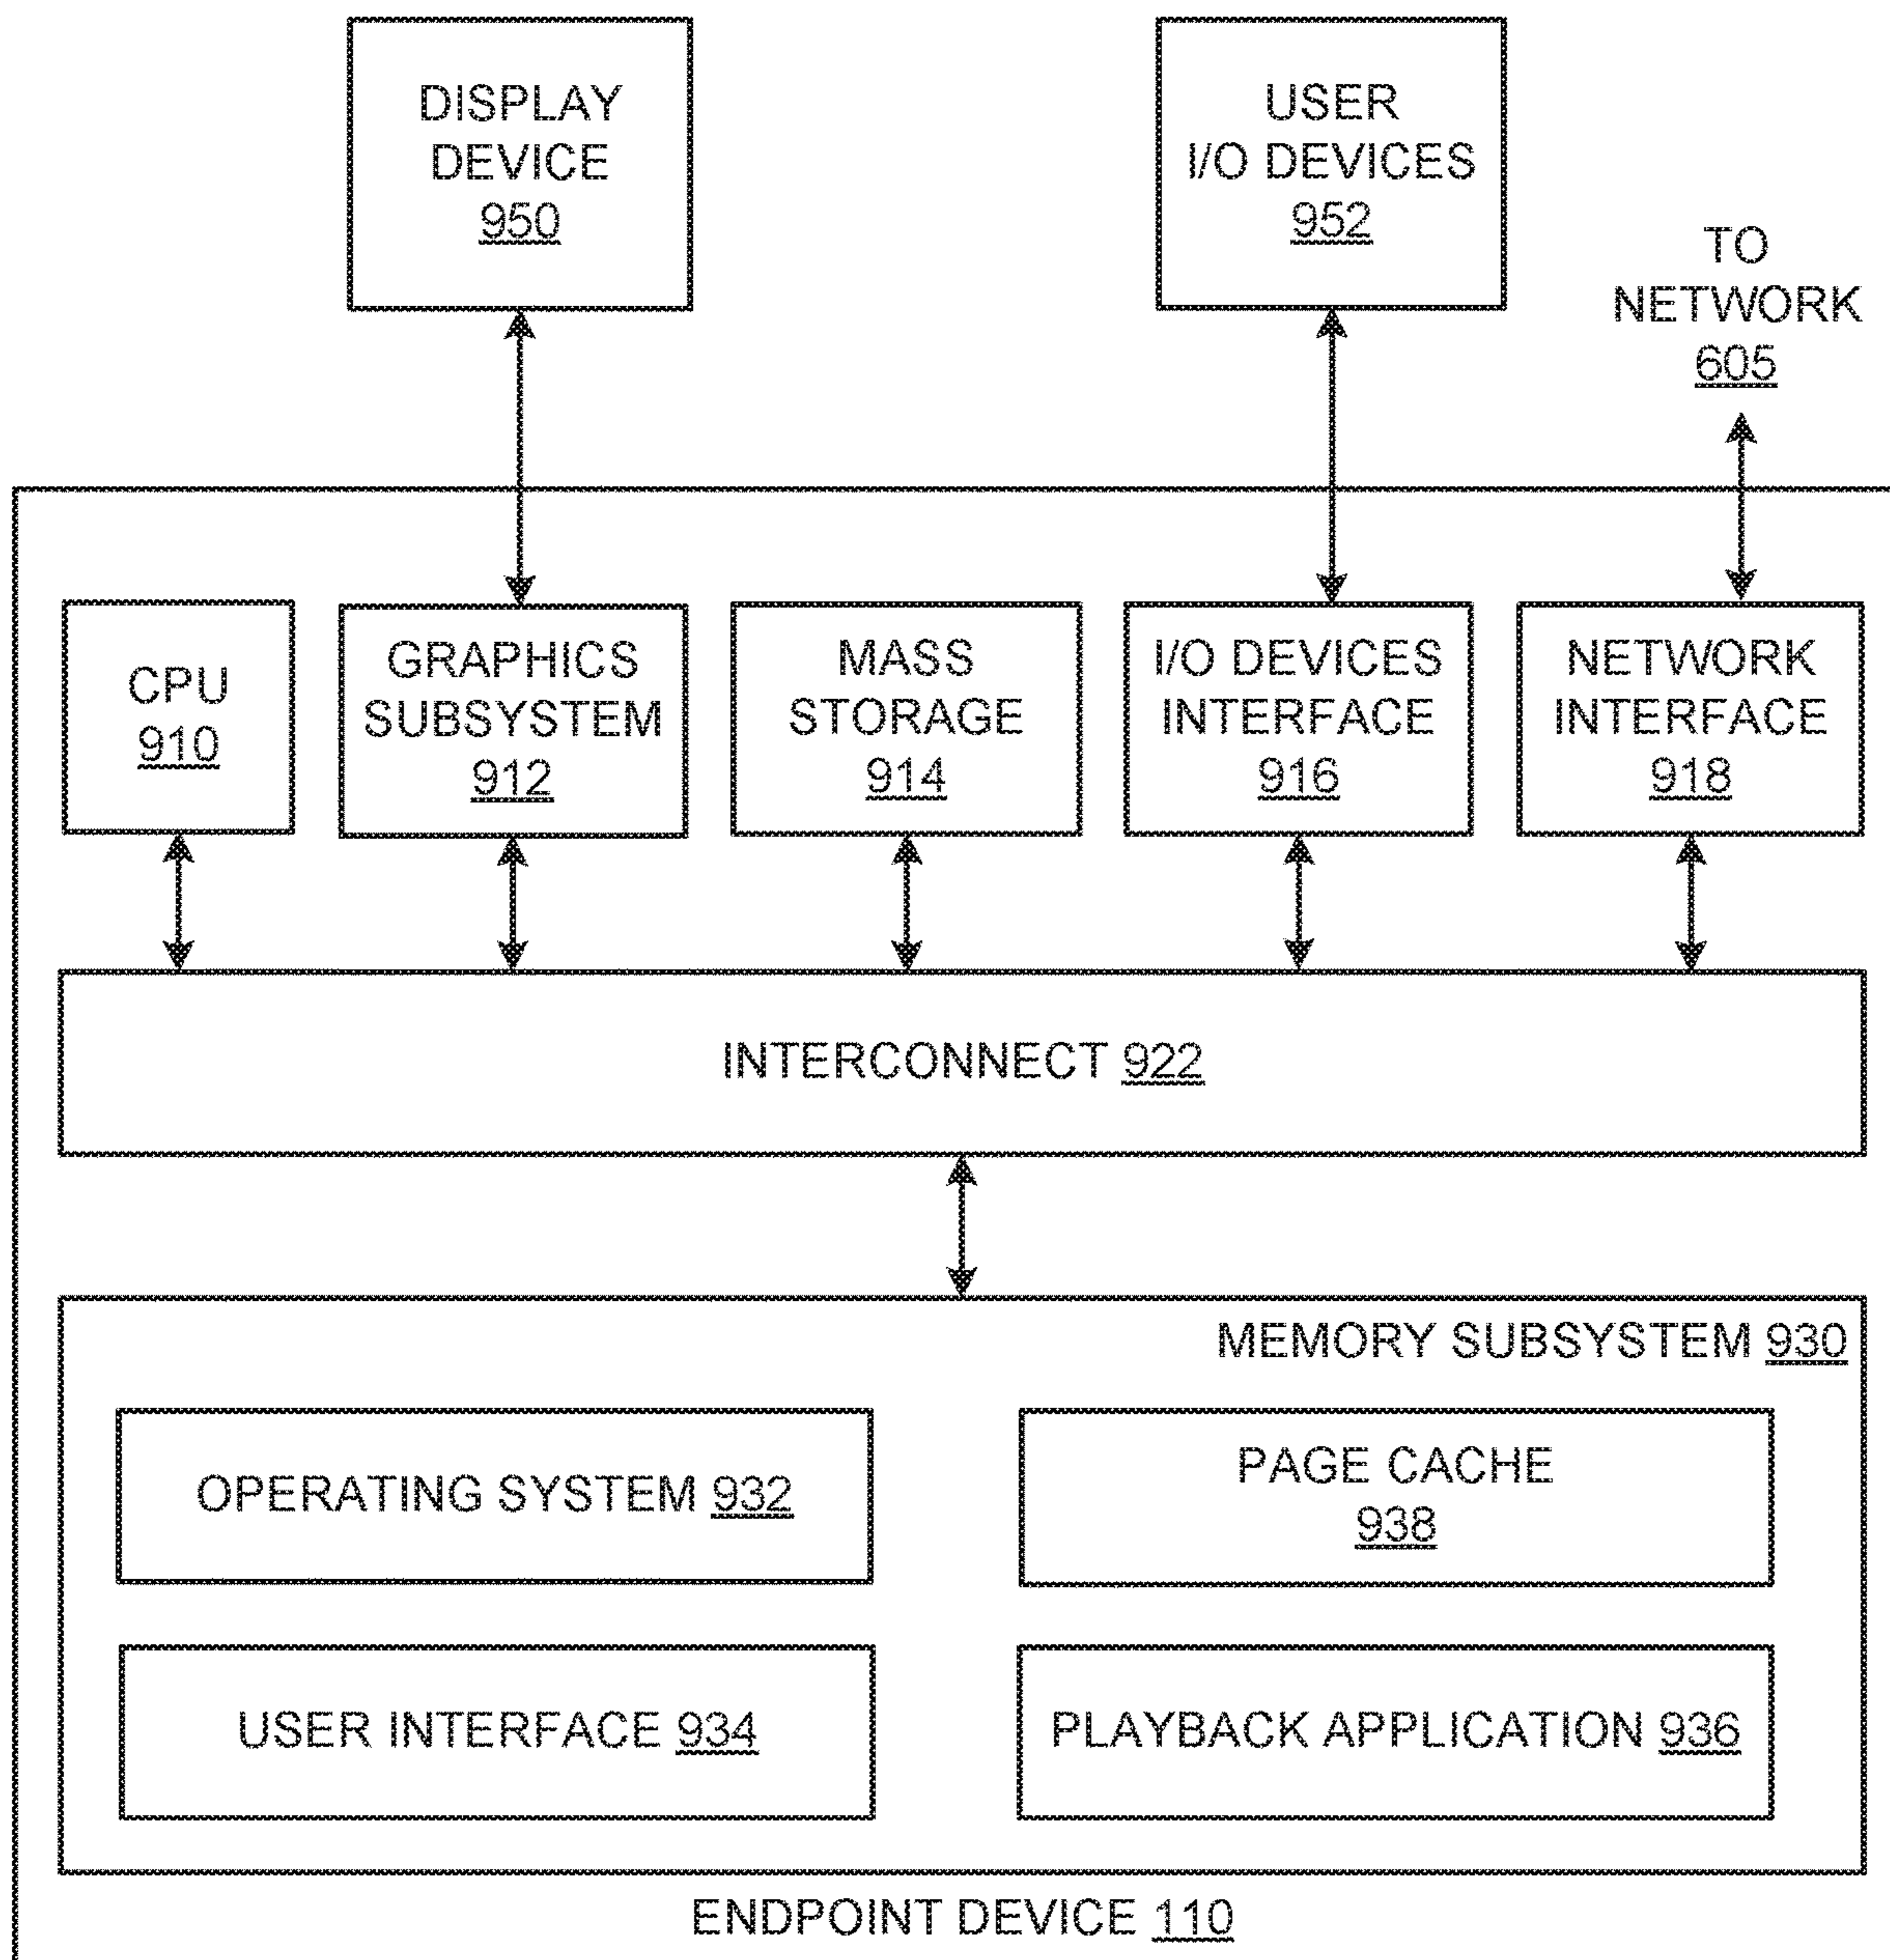 DISPLAY
DEVICE
950
USER
I/O DEVICES
952
TO
NETWORK
605
CPU
910
GRAPHICS
SUBSYSTEM
912
MASS
STORAGE
914
I/O DEVICES
INTERFACE
916
NETWORK
INTERFACE
918
INTERCONNECT 922
MEMORY SUBSYSTEM 930
OPERATING SYSTEM 932
PAGE CACHE
938
USER INTERFACE 934
PLAYBACK APPLICATION 936
ENDPOINT DEVICE 110